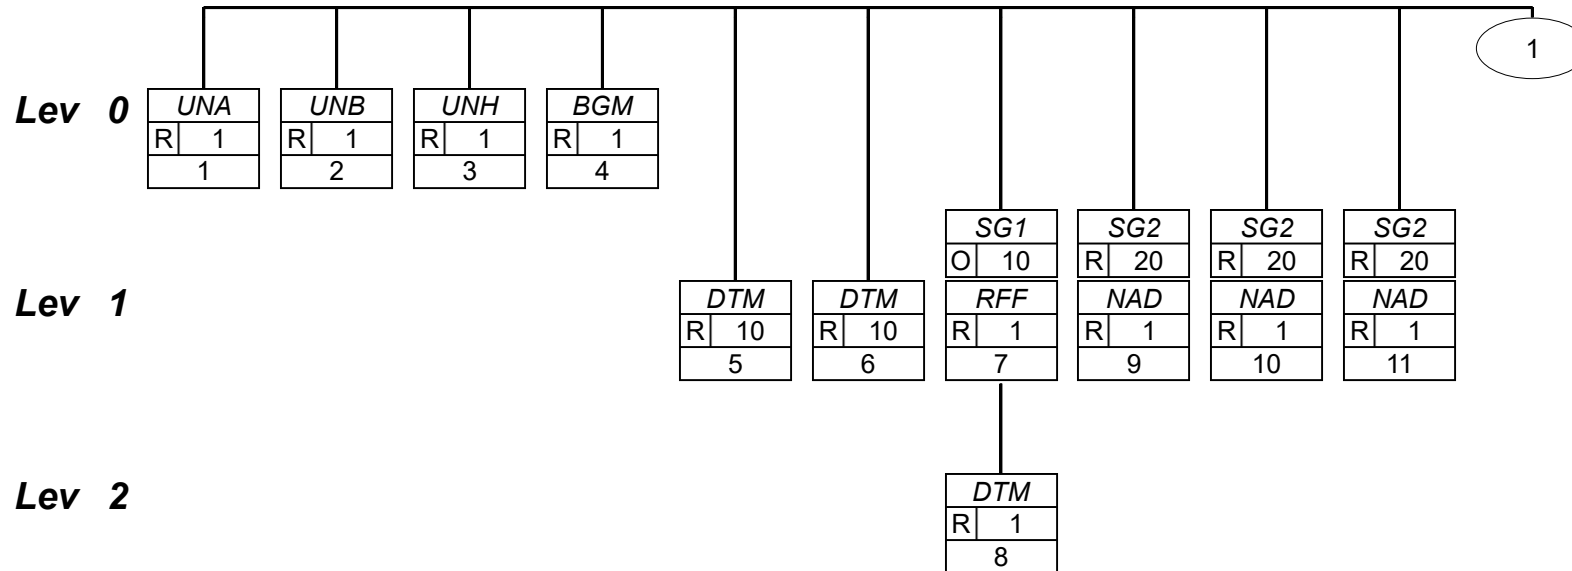 1
Lev 0
UNA
R 1
1
UNB
R 1
2
UNH
R 1
3
BGM
R 1
4
Lev 1
DTM
R 10
5
DTM
R 10
6
SG1
O 10
RFF
R 1
7
SG2
R 20
NAD
R 1
9
SG2
R 20
NAD
R 1
10
SG2
R 20
NAD
R 1
11
Lev 2
DTM
R 1
8